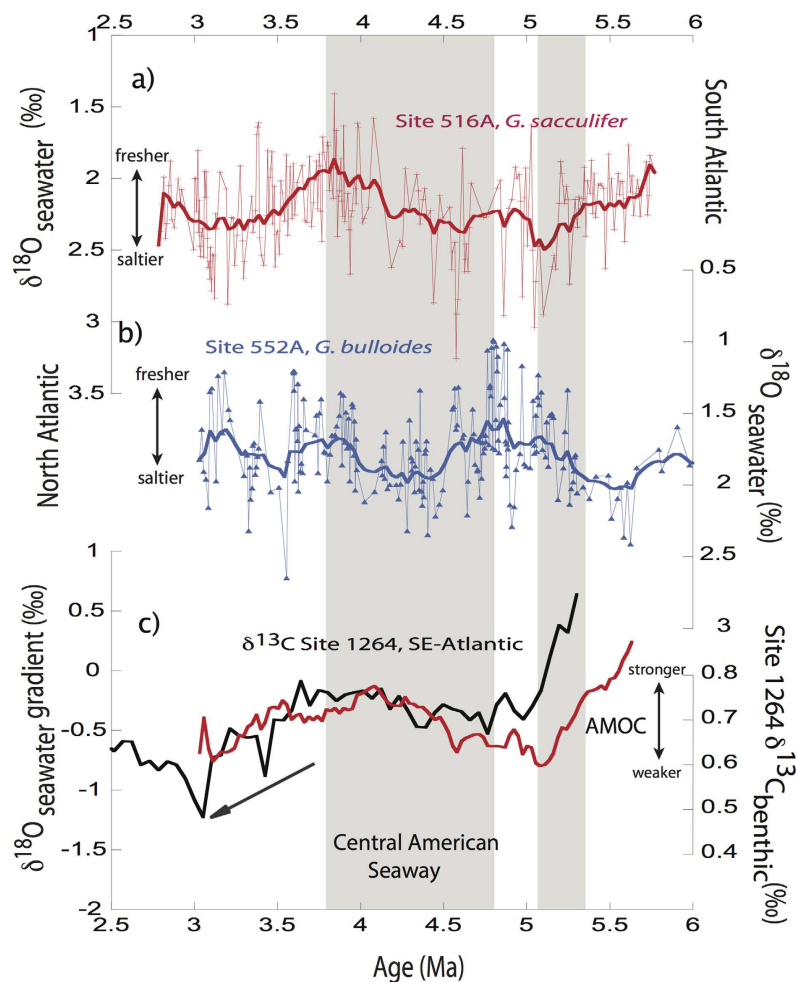 2.5 3 3.5 4 4.5 5 5.5 6
1
1.5
2
2.5
3
3.5
δ18O seawater (‰)
a)
Site 516A, G. sacculifer
fresher
saltier
South Atlantic
0.5
1
1.5
2
2.5
3
δ18O seawater (‰)
b)
Site 552A, G. bulloides
fresher
saltier
North Atlantic
1
0.5
0
-0.5
-1
-1.5
-2
δ18O seawater gradient (‰)
c)
δ13C Site 1264, SE-Atlantic
stronger
AMOC
weaker
0.8
0.7
0.6
0.5
0.4
Site 1264 δ13C benthic (‰)
Central American
Seaway
2.5 3 3.5 4 4.5 5 5.5 6
Age (Ma)